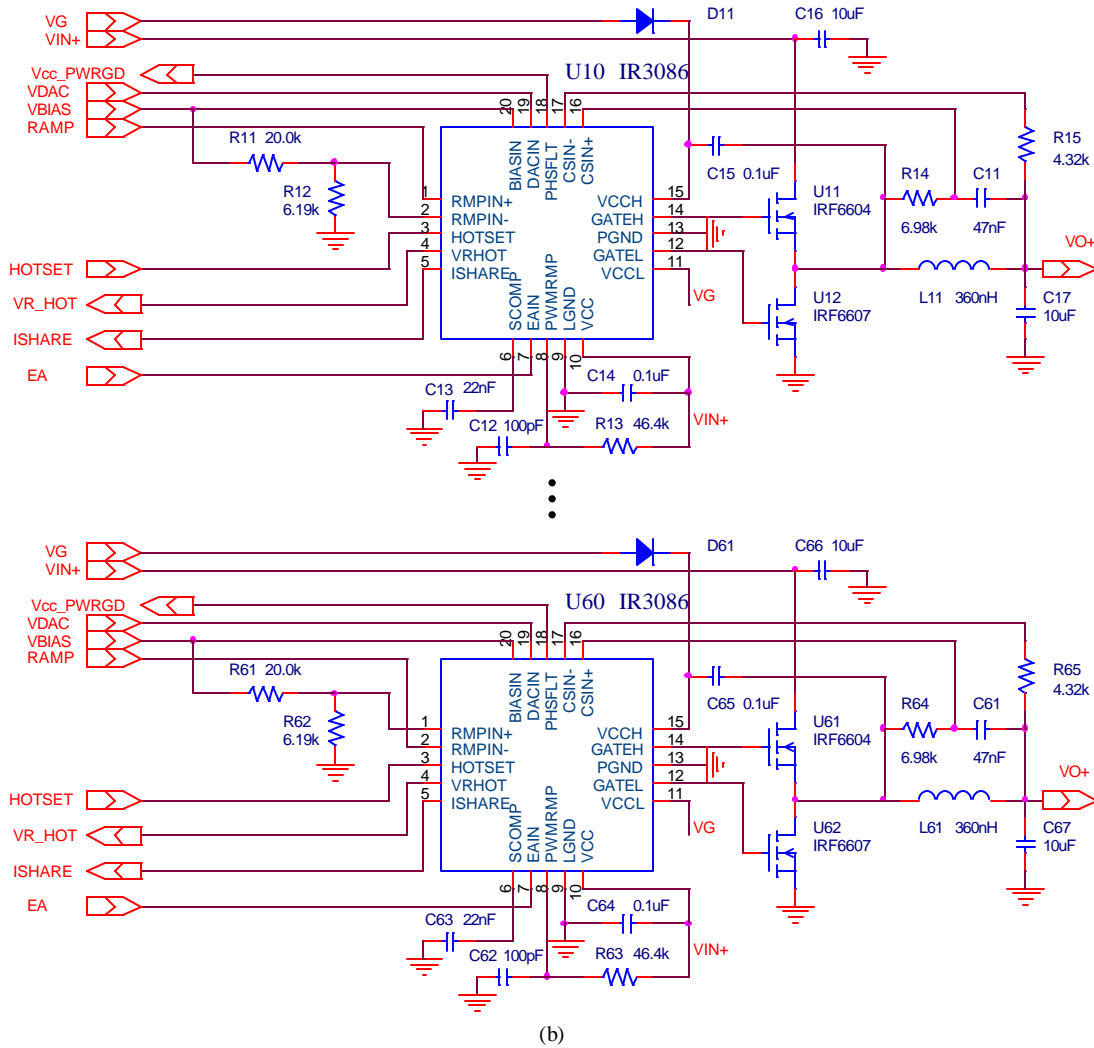 VG
D11
C16 10uF
VIN+
Vcc_PWRGD
U10 IR3086
VDAC
VBIAS
RAMP
20
19
18
17
16
BIASIN
DACIN
PHSFLT
CSIN-
CSIN+
R11 20.0k
R12
6.19k
R15
4.32k
C15 0.1uF
R14
6.98k
C11
47nF
U11
IRF6604
1
RMPIN+
2
RMPIN-
3
HOTSET
4
VRHOT
5
ISHARE
VCCH
15
GATEH
14
PGND
13
GATEL
12
VCCL
11
HOTSET
VR_HOT
ISHARE
EA
VG
VO+
L11 360nH
U12
IRF6607
C17
10uF
SCOMP
EAIN
PWMRMP
LGND
VCC
6
7
8
9
10
C13 22nF
C14 0.1uF
C12 100pF
R13 46.4k
VIN+
VG
D61
C66 10uF
VIN+
Vcc_PWRGD
U60 IR3086
VDAC
VBIAS
RAMP
20
19
18
17
16
BIASIN
DACIN
PHSFLT
CSIN-
CSIN+
R61 20.0k
R62
6.19k
R65
4.32k
C65 0.1uF
R64
6.98k
C61
47nF
U61
IRF6604
1
RMPIN+
2
RMPIN-
3
HOTSET
4
VRHOT
5
ISHARE
VCCH
15
GATEH
14
PGND
13
GATEL
12
VCCL
11
HOTSET
VR_HOT
ISHARE
EA
VG
VO+
L61 360nH
U62
IRF6607
C67
10uF
SCOMP
EAIN
PWMRMP
LGND
VCC
6
7
8
9
10
C63 22nF
C64 0.1uF
C62 100pF
R63 46.4k
VIN+
(b)